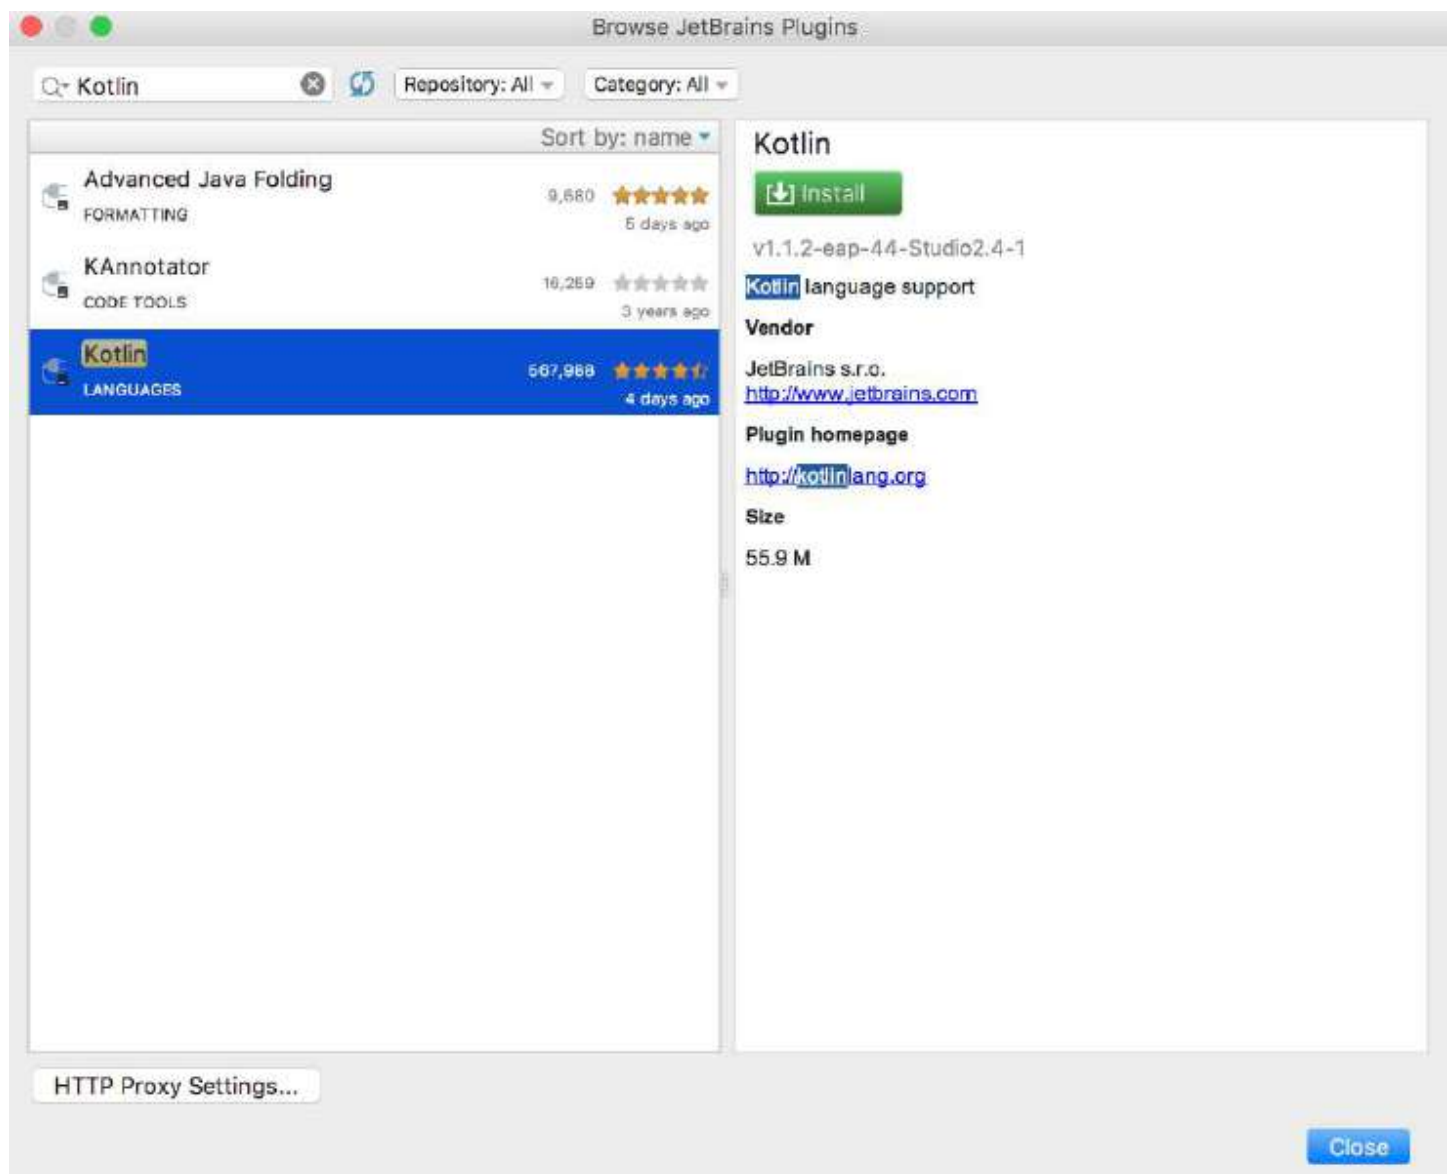 Browse JetBrains Plugins
Kotlin
Repository: All
Category: All
Sort by: name
Advanced Java Folding
9,680
FORMATTING
5 days ago
KAnnotator
16,259
CODE TOOLS
3 years ago
Kotlin
567,988
LANGUAGES
4 days ago
Kotlin
Install
v1.1.2-eap-44-Studio2.4-1
Kotlin language support
Vendor
JetBrains s.r.o.
http://www.jetbrains.com
Plugin homepage
http://kotlinlang.org
Size
55.9 M
HTTP Proxy Settings...
Close